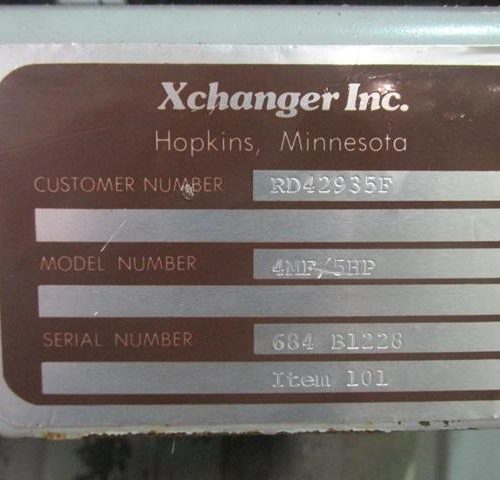 Xchanger Inc.
Hopkins, Minnesota
CUSTOMER NUMBER RD42935F
MODEL NUMBER 4MF/5HP
SERIAL NUMBER 684 B1228
Item 101